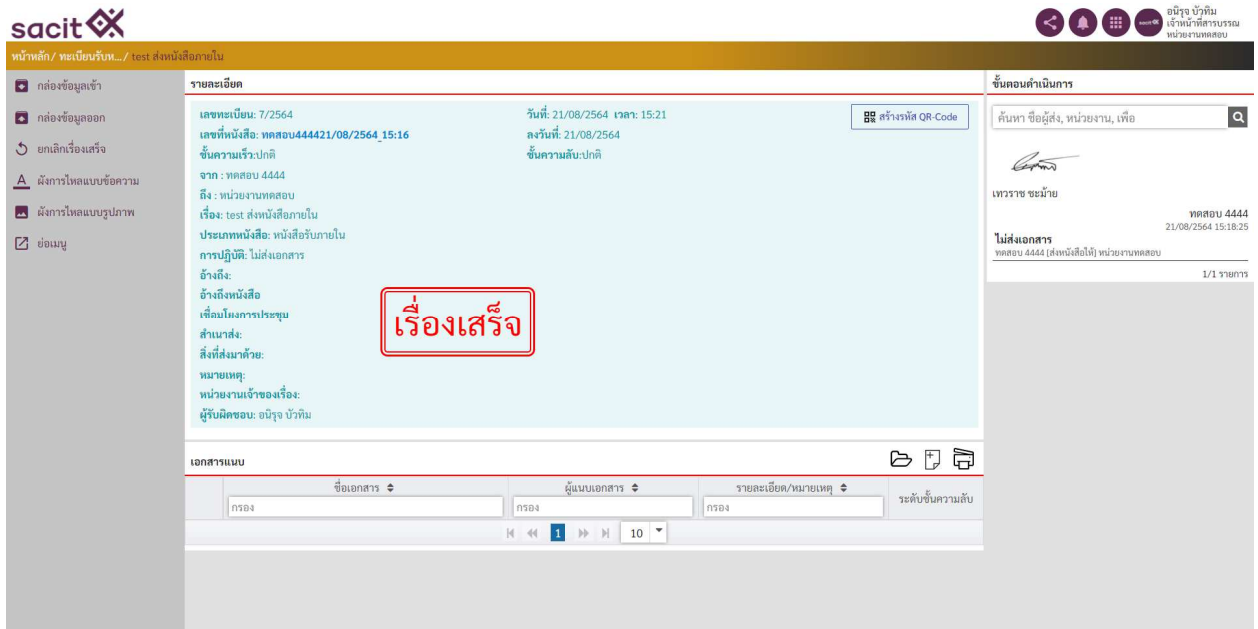 sacit
อนิรุจ บัวทิม
เจ้าหน้าที่สารบรรณ
หน่วยงานทดสอบ
หน้าหลัก/ ทะเบียนรับห.../ test ส่งหนังสือภายใน
กล่องข้อมูลเข้า
กล่องข้อมูลออก
ยกเลิกเรื่องเสร็จ
A ผังการไหลแบบข้อความ
ผังการไหลแบบรูปภาพ
ย่อเมนู
รายละเอียด
เลขทะเบียน: 7/2564 วันที่: 21/08/2564 เวลา: 15:21
สร้างรหัส QR-Code
เลขที่หนังสือ: ทดสอบ444421/08/2564_15:16 ลงวันที่: 21/08/2564
ชั้นความเร็ว:ปกติ ชั้นความลับ:ปกติ
จาก : ทดสอบ 4444
ถึง : หน่วยงานทดสอบ
เรื่อง: test ส่งหนังสือภายใน
ประเภทหนังสือ: หนังสือรับภายใน
การปฏิบัติ: ไม่ส่งเอกสาร
อ้างถึง:
อ้างถึงหนังสือ
เชื่อมโยงการประชุม
สำเนาส่ง:
สิ่งที่ส่งมาด้วย:
หมายเหตุ:
หน่วยงานเจ้าของเรื่อง:
ผู้รับผิดชอบ: อนิรุจ บัวทิม
เรื่องเสร็จ
เอกสารแนบ
ชื่อเอกสาร ผู้แนบเอกสาร รายละเอียด/หมายเหตุ ระดับชั้นความลับ
กรอง กรอง กรอง
1 10
ขั้นตอนดำเนินการ
ค้นหา ชื่อผู้ส่ง, หน่วยงาน, เพื่อ
เทวราช ชะม้าย
ทดสอบ 4444
21/08/2564 15:18:25
ไม่ส่งเอกสาร
ทดสอบ 4444 [ส่งหนังสือให้] หน่วยงานทดสอบ
1/1 รายการ